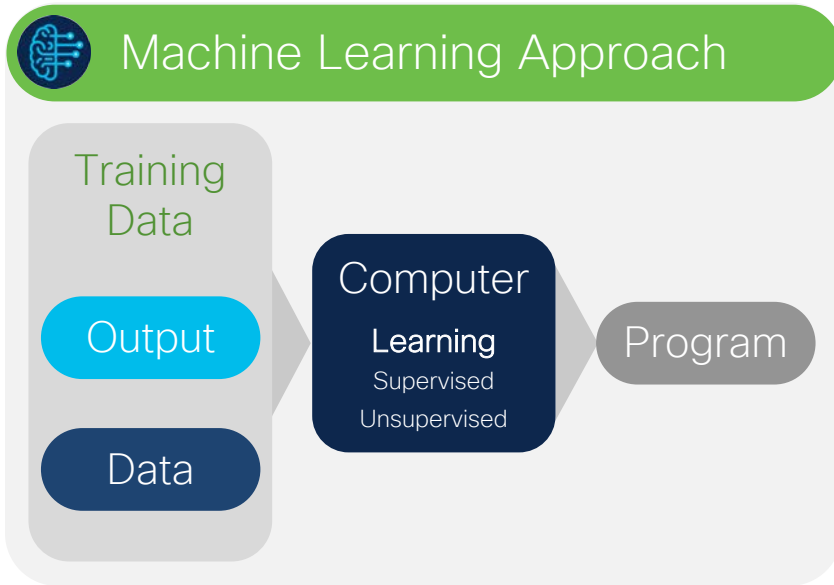 Machine Learning Approach
Training
Data
Output
Data
Computer
Learning
Supervised
Unsupervised
Program